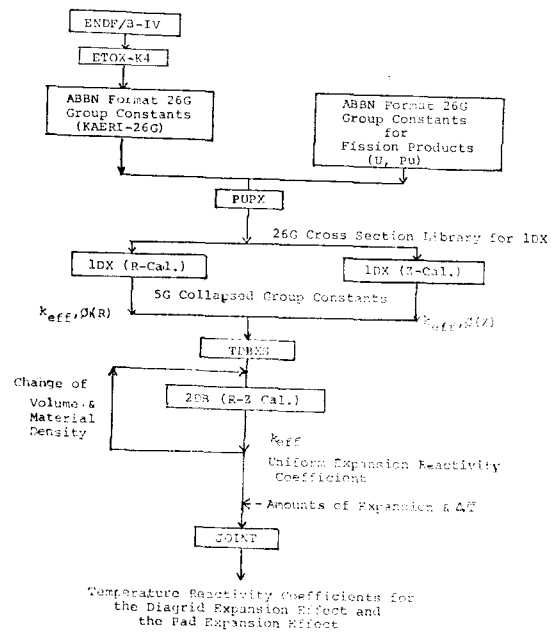 ENDF/B-IV
ETOX-K4
ABBN Format 26G
Group Constants
(KAERI-26G)
ABBN Format 26G
Group Constants
for
Fission Products
(U, Pu)
PUPX
26G Cross Section Library for 1DX
1DX (R-Cal.)
1DX (Z-Cal.)
5G Collapsed Group Constants
keff,Ø(R)
keff,Ø(Z)
Change of
Volume &
Material
Density
2DB (R-Z Cal.)
keff
Uniform Expansion Reactivity
Coefficient
Amounts of Expansion & ΔT
JOINT
Temperature Reactivity Coefficients for
the Diagrid Expansion Effect and
the Pad Expansion Effect